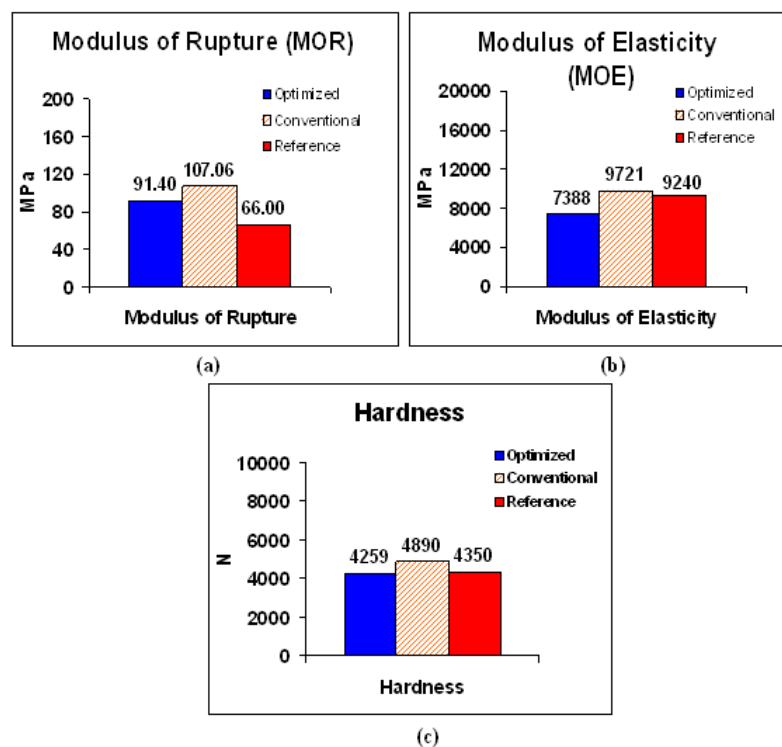 Modulus of Rupture (MOR)
Optimized
Conventional
Reference
200
160
120
80
40
0
MPa
91.40
107.06
66.00
Modulus of Rupture
(a)
Modulus of Elasticity
(MOE)
Optimized
Conventional
Reference
20000
16000
12000
8000
4000
0
MPa
7388
9721
9240
Modulus of Elasticity
(b)
Hardness
Optimized
Conventional
Reference
10000
8000
6000
4000
2000
0
N
4259
4890
4350
Hardness
(c)